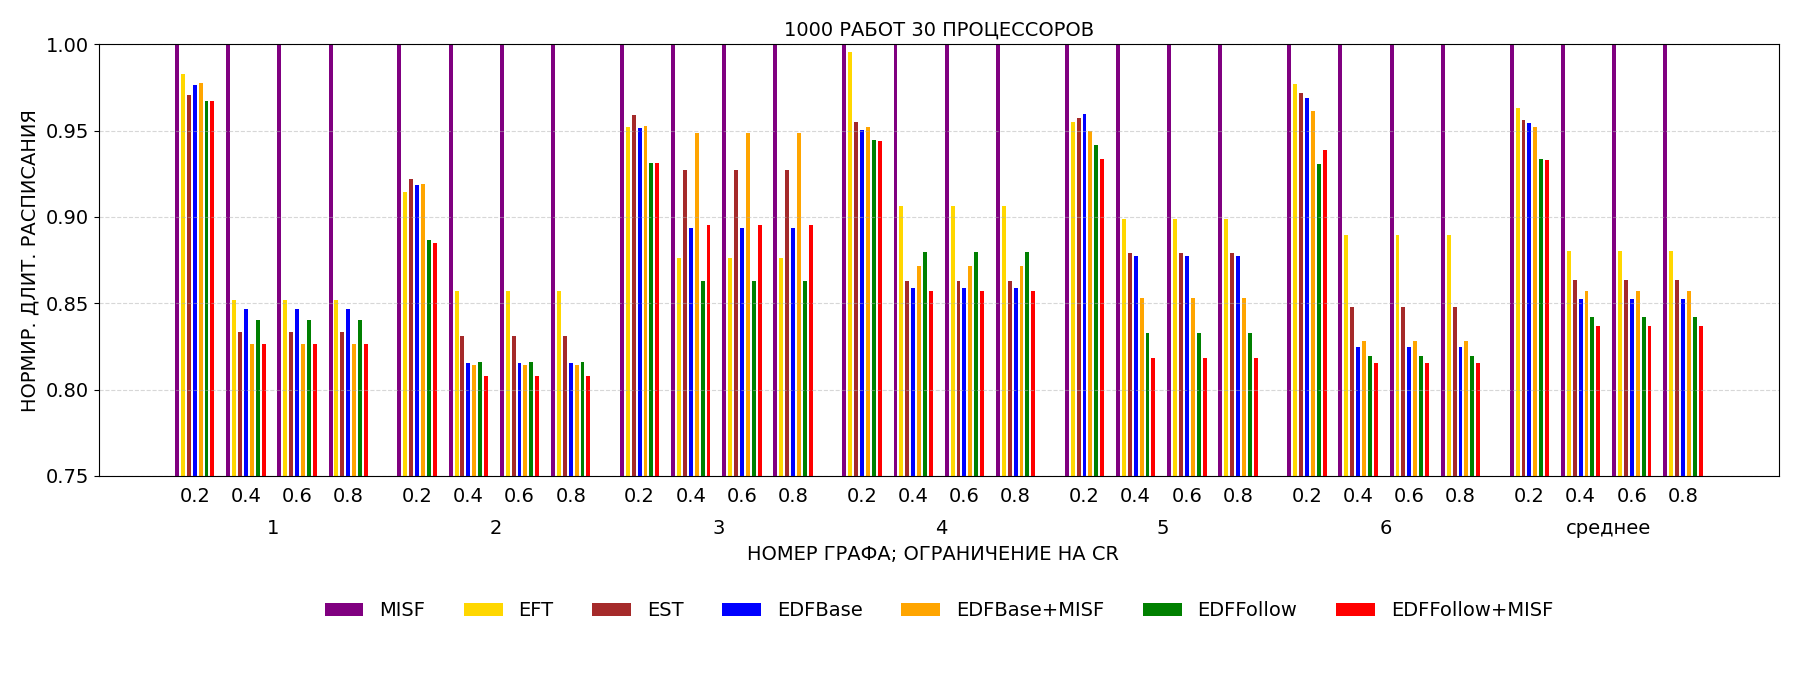 1000 РАБОТ 30 ПРОЦЕССОРОВ
НОРМИР. ДЛИТ. РАСПИСАНИЯ
1.00
0.95
0.90
0.85
0.80
0.75
0.2 0.4 0.6 0.8 0.2 0.4 0.6 0.8 0.2 0.4 0.6 0.8 0.2 0.4 0.6 0.8 0.2 0.4 0.6 0.8 0.2 0.4 0.6 0.8 0.2 0.4 0.6 0.8
1 2 3 4 5 6 среднее
НОМЕР ГРАФА; ОГРАНИЧЕНИЕ НА CR
MISF EFT EST EDFBase EDFBase+MISF EDFFollow EDFFollow+MISF